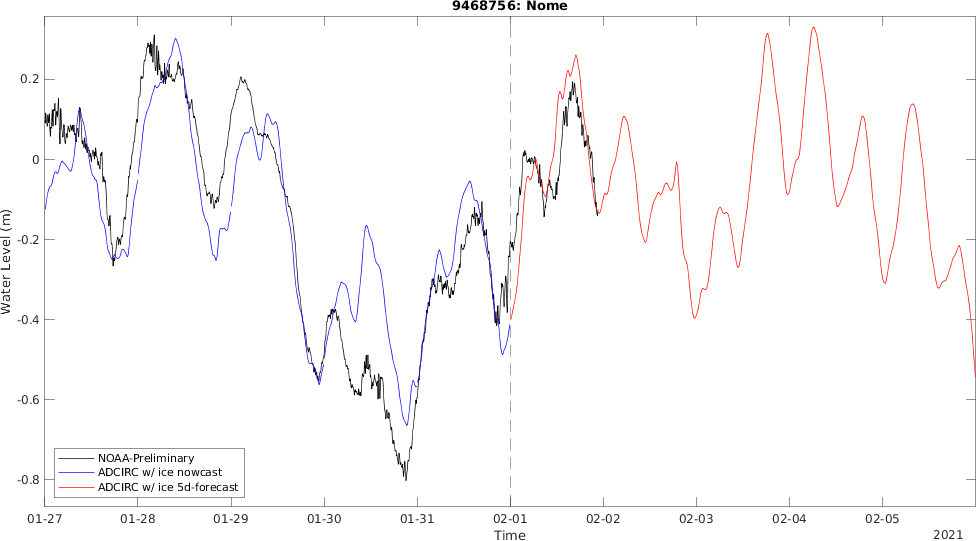 9468756: Nome
Water Level (m)
0.2
0
-0.2
-0.4
-0.6
-0.8
NOAA-Preliminary
ADCIRC w/ ice nowcast
ADCIRC w/ ice 5d-forecast
01-27 01-28 01-29 01-30 01-31 02-01 02-02 02-03 02-04 02-05
Time
2021